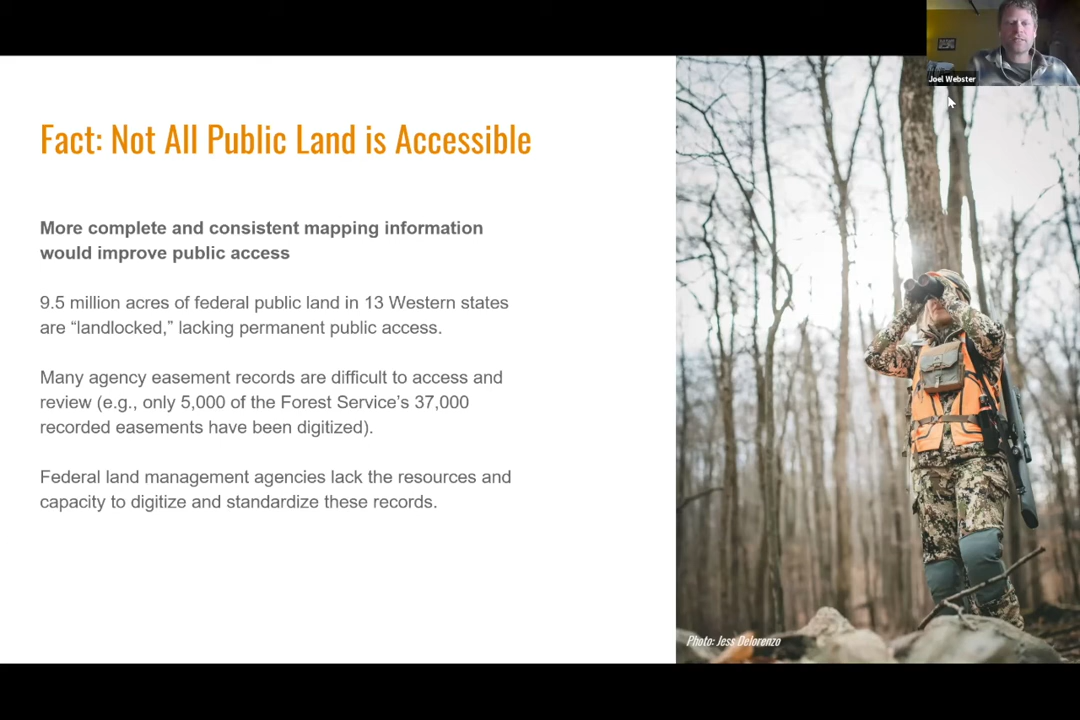 Joel Webster
Fact: Not All Public Land is Accessible
More complete and consistent mapping information
would improve public access
9.5 million acres of federal public land in 13 Western states
are “landlocked,” lacking permanent public access.
Many agency easement records are difficult to access and
review (e.g., only 5,000 of the Forest Service’s 37,000
recorded easements have been digitized).
Federal land management agencies lack the resources and
capacity to digitize and standardize these records.
Photo: Jess Delorenzo